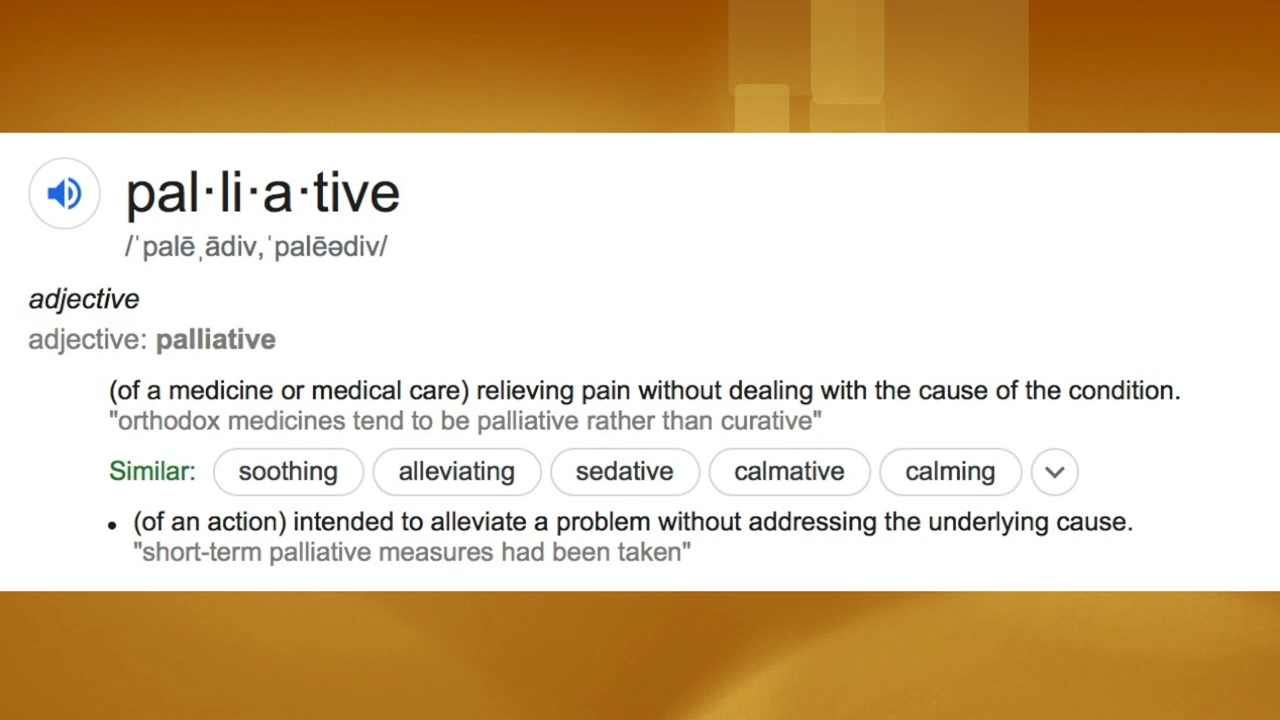 pal·li·a·tive
/ˈpalēˌādiv,ˈpalēədiv/
adjective
adjective: palliative
(of a medicine or medical care) relieving pain without dealing with the cause of the condition.
"orthodox medicines tend to be palliative rather than curative"
Similar: soothing alleviating sedative calmative calming
• (of an action) intended to alleviate a problem without addressing the underlying cause.
"short-term palliative measures had been taken"